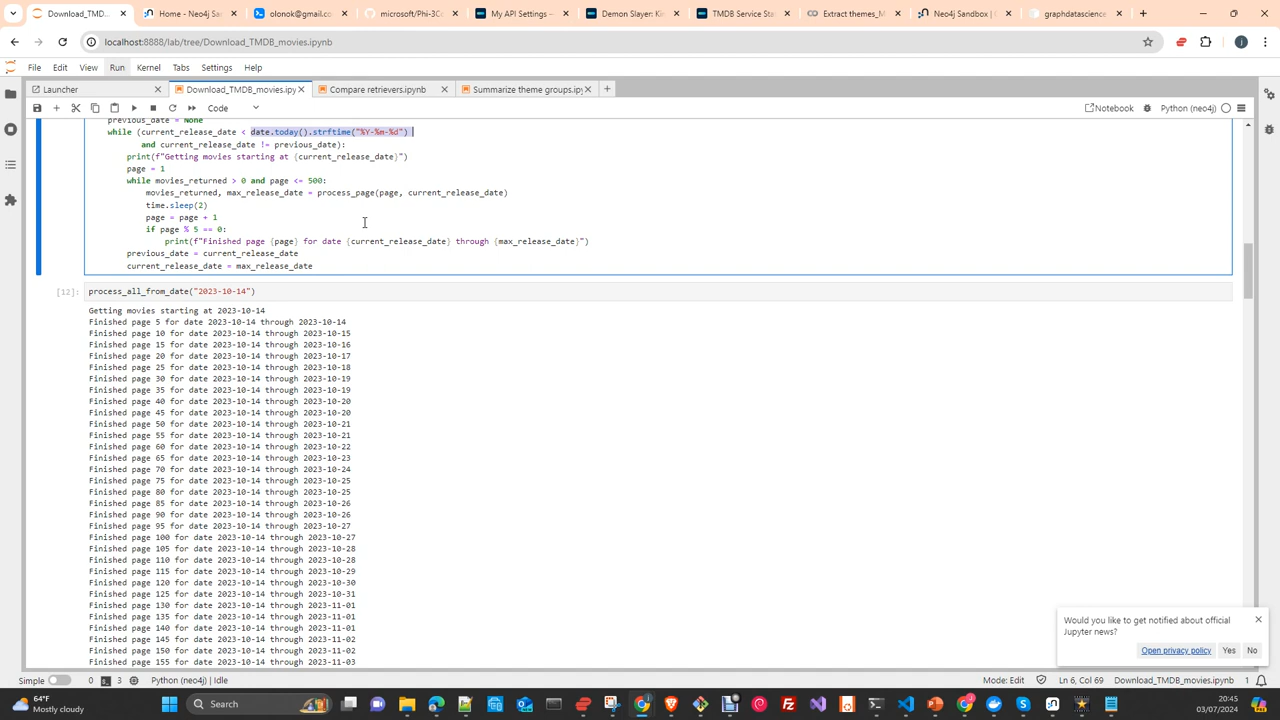 Download_TMDB_movi
Home - Neo4j Sandbo
olonok@gmail.co
microsoft/Phi-3Co
My API Settings —
Demon Slayer: Ki
TMDB Service Sta
Extract themes_M
Neo4j Sandbox |
graphdatascience
localhost:8888/lab/tree/Download_TMDB_movies.ipynb
File Edit View Run Kernel Tabs Settings Help
Launcher
Download_TMDB_movies.ipy
Compare retrievers.ipynb
Summarize theme groups.ipy
Code
Notebook
Python (neo4j)
previous_date = None
while (current_release_date < date.today().strftime("%Y-%m-%d")
and current_release_date != previous_date):
print(f"Getting movies starting at {current_release_date}")
page = 1
while movies_returned > 0 and page <= 500:
movies_returned, max_release_date = process_page(page, current_release_date)
time.sleep(2)
page = page + 1
if page % 5 == 0:
print(f"Finished page {page} for date {current_release_date} through {max_release_date}")
previous_date = current_release_date
current_release_date = max_release_date
[12]: process_all_from_date("2023-10-14")
Getting movies starting at 2023-10-14
Finished page 5 for date 2023-10-14 through 2023-10-14
Finished page 10 for date 2023-10-14 through 2023-10-15
Finished page 15 for date 2023-10-14 through 2023-10-16
Finished page 20 for date 2023-10-14 through 2023-10-17
Finished page 25 for date 2023-10-14 through 2023-10-18
Finished page 30 for date 2023-10-14 through 2023-10-19
Finished page 35 for date 2023-10-14 through 2023-10-19
Finished page 40 for date 2023-10-14 through 2023-10-20
Finished page 45 for date 2023-10-14 through 2023-10-20
Finished page 50 for date 2023-10-14 through 2023-10-21
Finished page 55 for date 2023-10-14 through 2023-10-21
Finished page 60 for date 2023-10-14 through 2023-10-22
Finished page 65 for date 2023-10-14 through 2023-10-23
Finished page 70 for date 2023-10-14 through 2023-10-24
Finished page 75 for date 2023-10-14 through 2023-10-25
Finished page 80 for date 2023-10-14 through 2023-10-25
Finished page 85 for date 2023-10-14 through 2023-10-26
Finished page 90 for date 2023-10-14 through 2023-10-26
Finished page 95 for date 2023-10-14 through 2023-10-27
Finished page 100 for date 2023-10-14 through 2023-10-27
Finished page 105 for date 2023-10-14 through 2023-10-28
Finished page 110 for date 2023-10-14 through 2023-10-28
Finished page 115 for date 2023-10-14 through 2023-10-29
Finished page 120 for date 2023-10-14 through 2023-10-30
Finished page 125 for date 2023-10-14 through 2023-10-31
Finished page 130 for date 2023-10-14 through 2023-11-01
Finished page 135 for date 2023-10-14 through 2023-11-01
Finished page 140 for date 2023-10-14 through 2023-11-01
Finished page 145 for date 2023-10-14 through 2023-11-02
Finished page 150 for date 2023-10-14 through 2023-11-02
Finished page 155 for date 2023-10-14 through 2023-11-03
Would you like to get notified about official
Jupyter news?
Open privacy policy Yes No
Simple 0 3 Python (neo4j) | Idle
Mode: Edit Ln 6, Col 69 Download_TMDB_movies.ipynb 1
64°F
Mostly cloudy
Search
20:45
03/07/2024